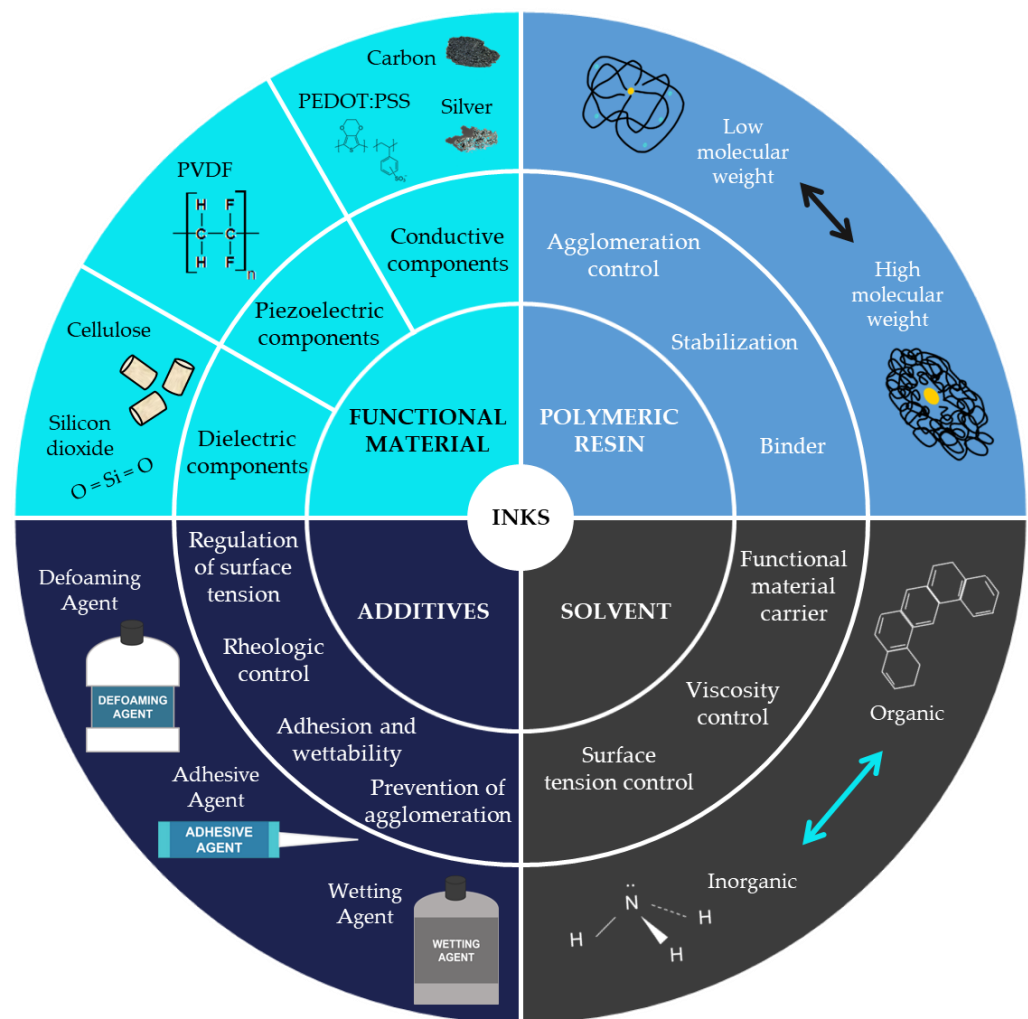 Carbon
PEDOT:PSS
Silver
SO₃⁻
PVDF
H F
C C
H F
n
Conductive
components
Piezoelectric
components
Cellulose
Silicon
dioxide
O = Si = O
Dielectric
components
FUNCTIONAL
MATERIAL
Low
molecular
weight
High
molecular
weight
Agglomeration
control
Stabilization
Binder
POLYMERIC
RESIN
INKS
ADDITIVES
Regulation
of surface
tension
Rheologic
control
Adhesion and
wettability
Prevention of
agglomeration
Defoaming
Agent
DEFOAMING
AGENT
Adhesive
Agent
ADHESIVE
AGENT
Wetting
Agent
WETTING
AGENT
SOLVENT
Functional
material
carrier
Viscosity
control
Surface
tension control
Organic
Inorganic
N
H
H
H